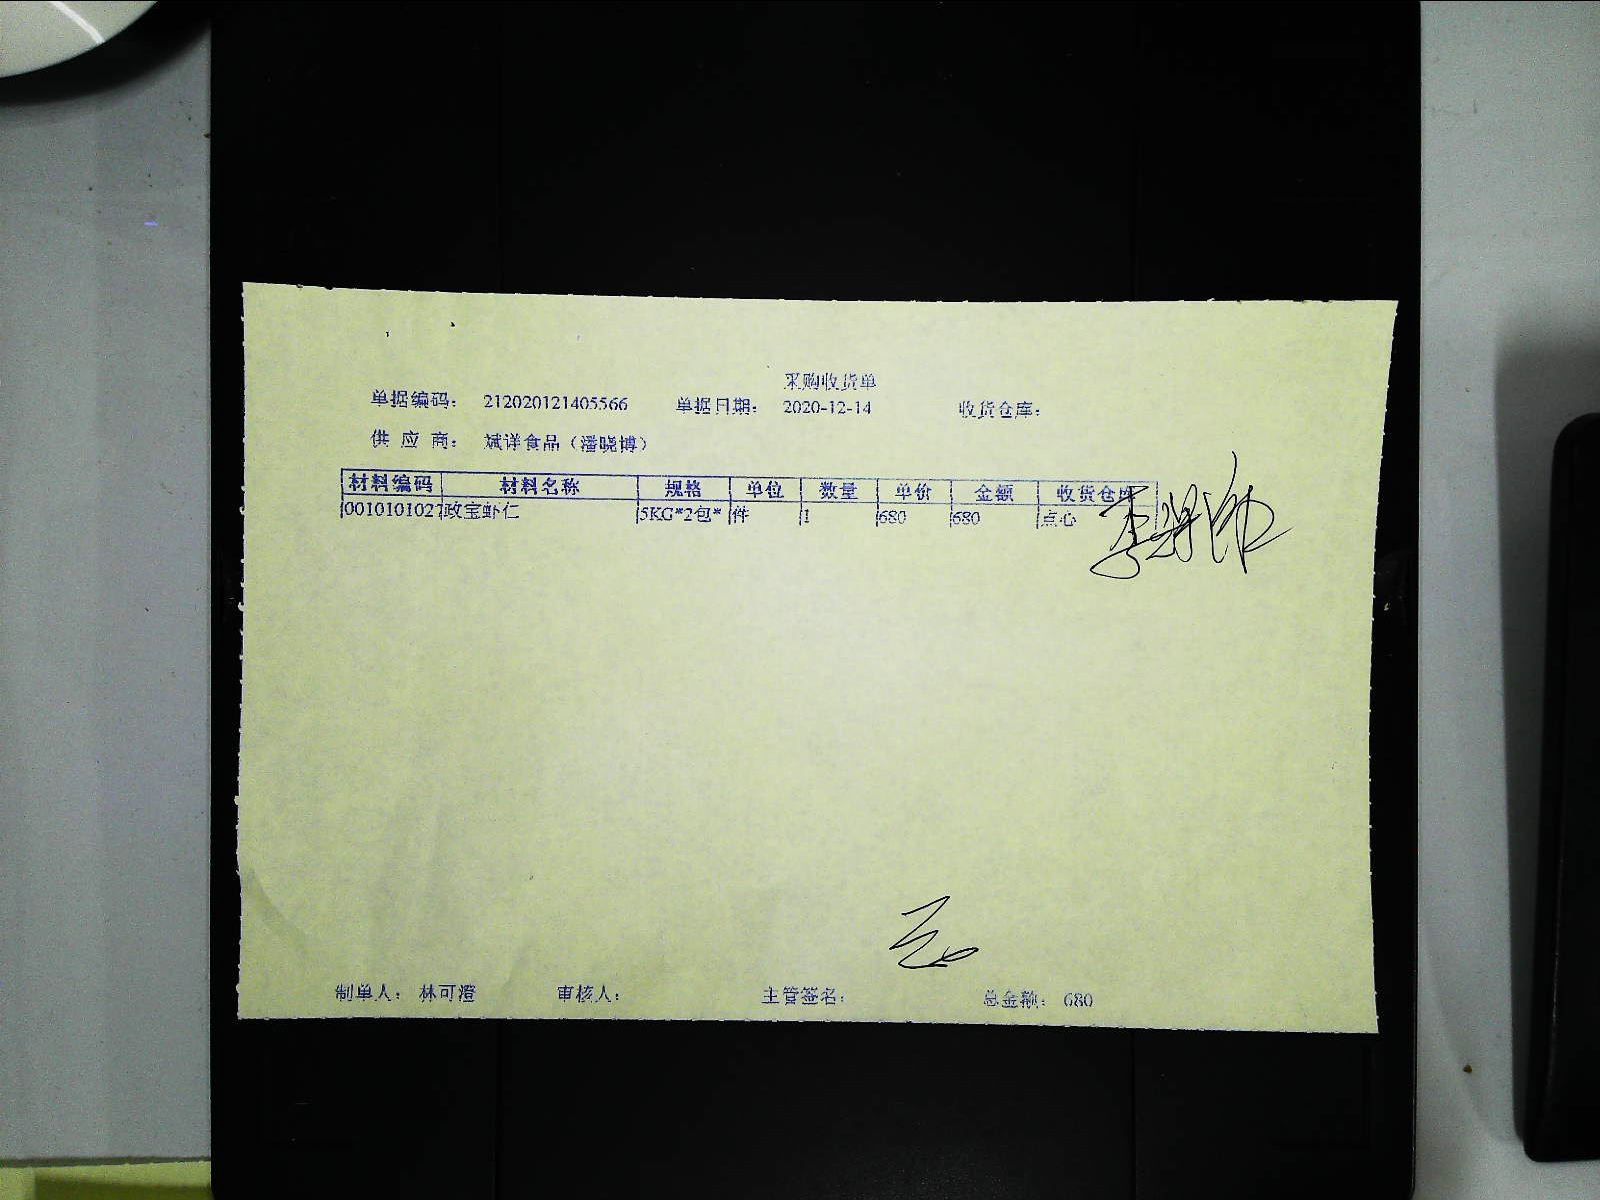 采购收货单
单据编码： 212020121405566 单据日期： 2020-12-14 收货仓库：
供 应 商： 斌洋食品（潘晓博）
材料编码 材料名称 规格 单位 数量 单价 金额 收货仓库
0010101027 政宝虾仁 5KG*2包* 件 1 680 680 点心
制单人： 林可澄 审核人： 主管签名： 总金额： 680